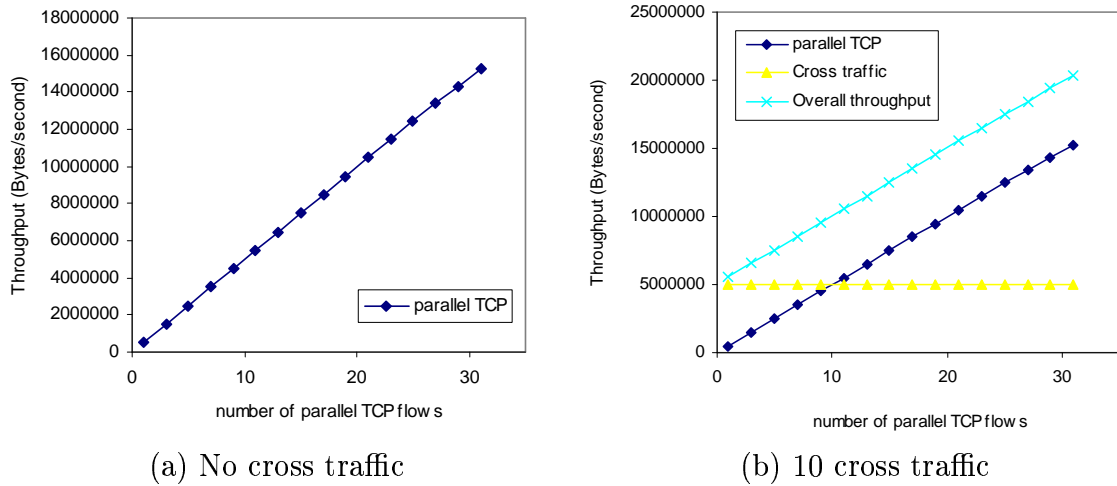 18000000
16000000
14000000
12000000
10000000
8000000
6000000
4000000
2000000
0
Throughput (Bytes/second)
parallel TCP
0 10 20 30
number of parallel TCP flows
(a) No cross traffic
25000000
20000000
15000000
10000000
5000000
0
Throughput (Bytes/second)
parallel TCP
Cross traffic
Overall throughput
0 10 20 30
number of parallel TCP flows
(b) 10 cross traffic